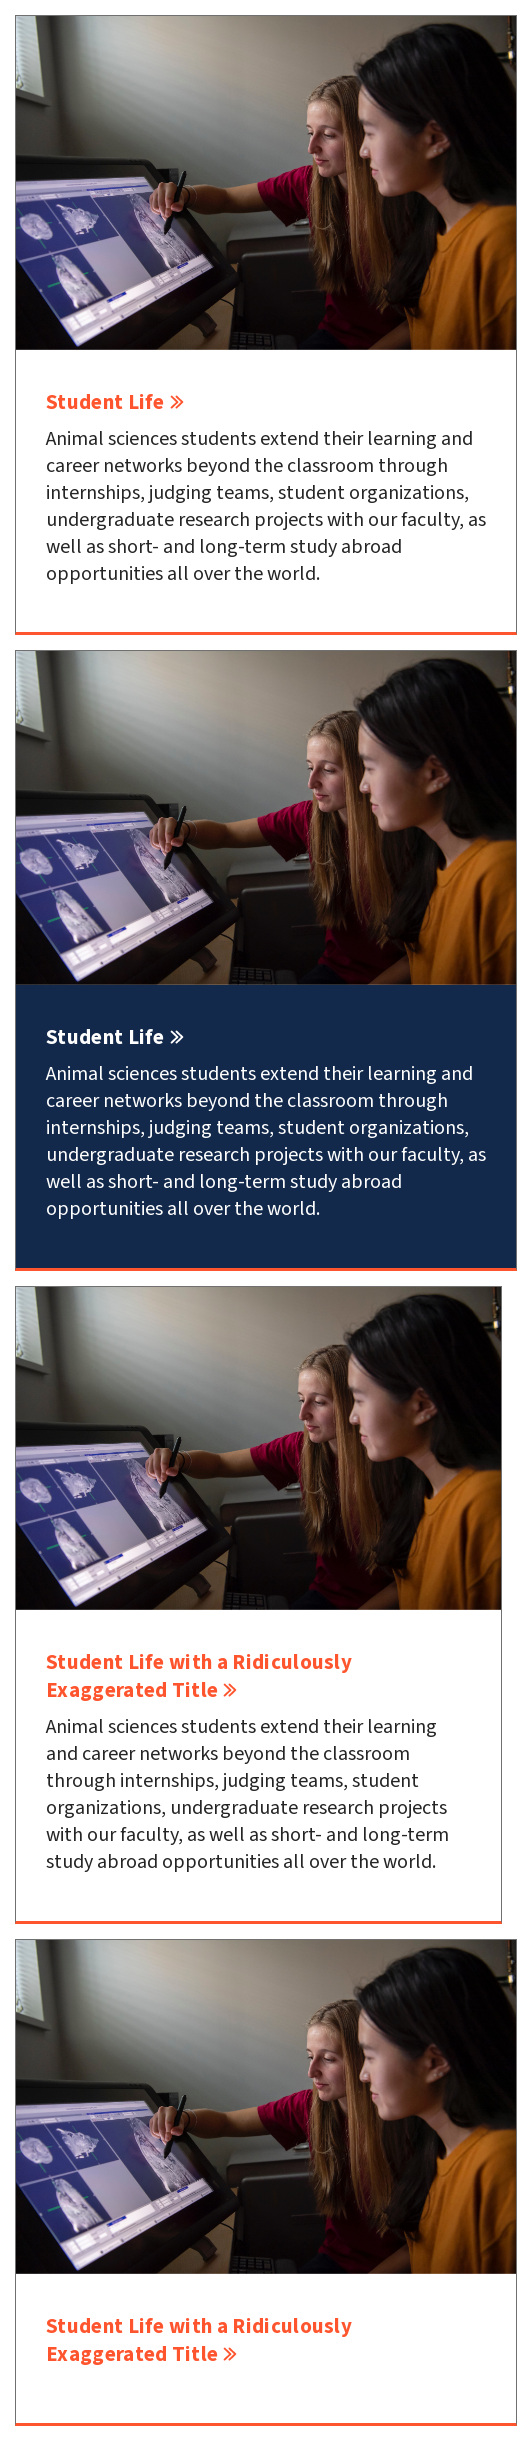 Student Life »
Animal sciences students extend their learning and
career networks beyond the classroom through
internships, judging teams, student organizations,
undergraduate research projects with our faculty, as
well as short- and long-term study abroad
opportunities all over the world.
Student Life »
Animal sciences students extend their learning and
career networks beyond the classroom through
internships, judging teams, student organizations,
undergraduate research projects with our faculty, as
well as short- and long-term study abroad
opportunities all over the world.
Student Life with a Ridiculously
Exaggerated Title »
Animal sciences students extend their learning
and career networks beyond the classroom
through internships, judging teams, student
organizations, undergraduate research projects
with our faculty, as well as short- and long-term
study abroad opportunities all over the world.
Student Life with a Ridiculously
Exaggerated Title »